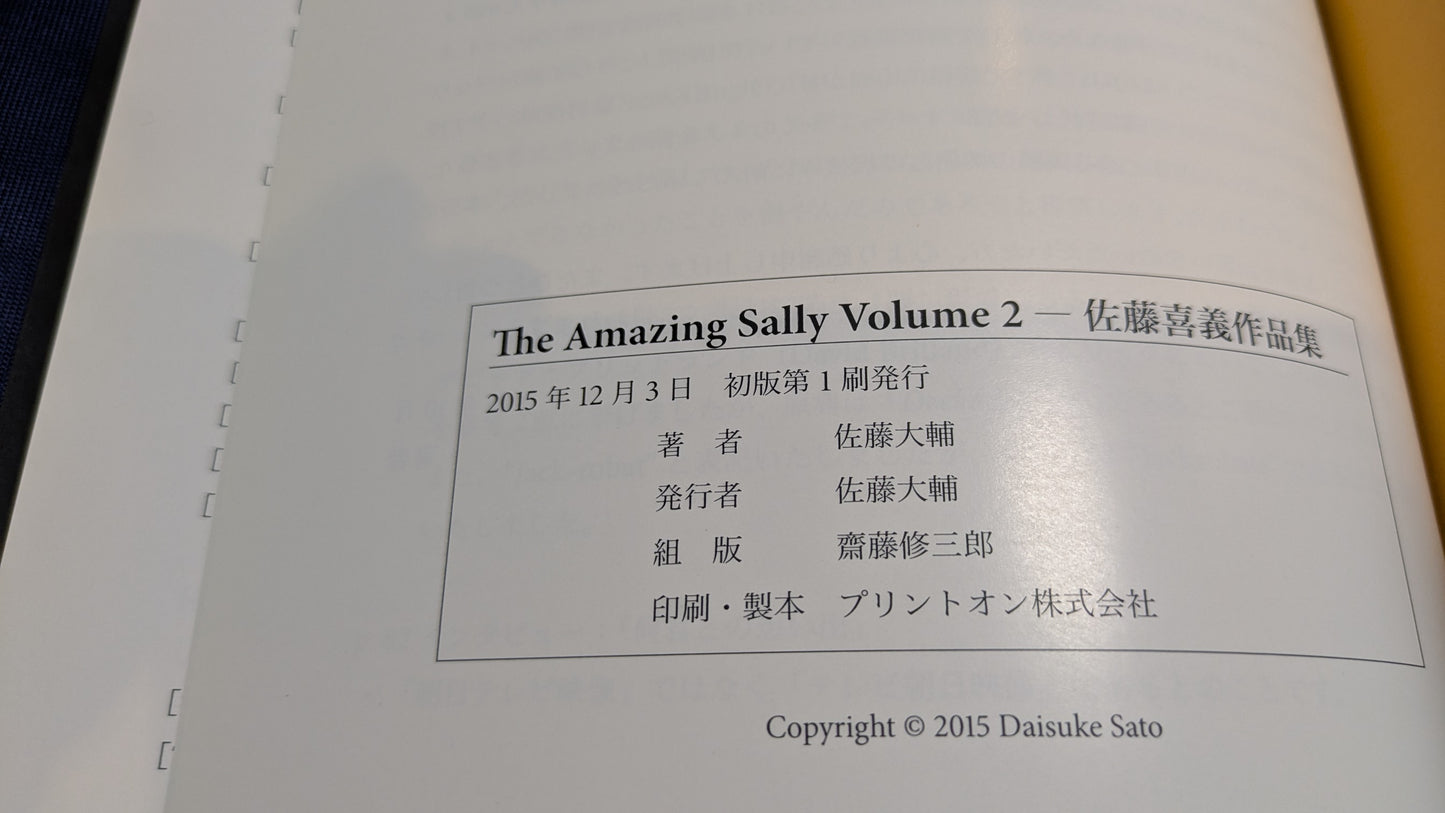 The Amazing Sally Volume 2 — 佐藤喜義作品集
2015 年 12 月 3 日　初版第 1 刷発行
著　者　佐藤大輔
発行者　佐藤大輔
組　版　齋藤修三郎
印刷・製本　プリントオン株式会社
Copyright © 2015 Daisuke Sato